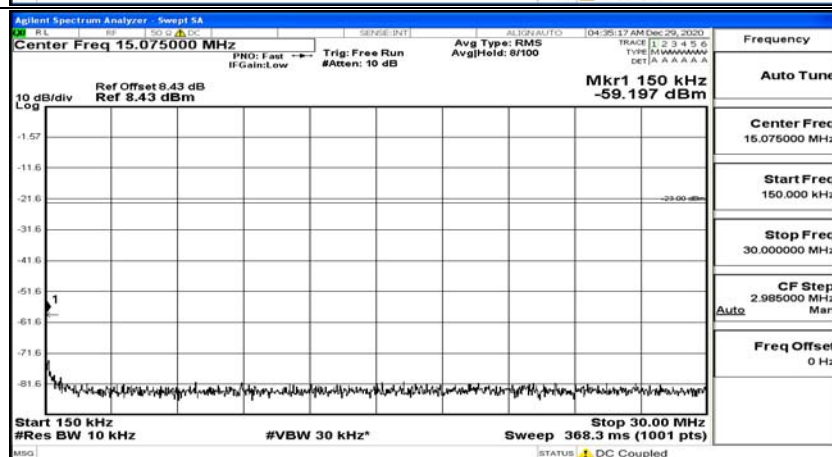 Agilent Spectrum Analyzer - Swept SA
RL RF 50 Ω DC SENSE:INT ALIGN AUTO 04:35:17 AM Dec 29, 2020
Center Freq 15.075000 MHz
PNO: Fast
IFGain:Low
Trig: Free Run
#Atten: 10 dB
Avg Type: RMS
Avg|Hold: 8/100
TRACE 1 2 3 4 5 6
TYPE M WWWWW
DET A A A A A A
Ref Offset 8.43 dB
10 dB/div Ref 8.43 dBm
Log
Mkr1 150 kHz
-59.197 dBm
-1.57
-11.6
-21.6
-23.00 dBm
-31.6
-41.6
-51.6
1
-61.6
-71.6
-81.6
Start 150 kHz Stop 30.00 MHz
#Res BW 10 kHz #VBW 30 kHz* Sweep 368.3 ms (1001 pts)
MSG STATUS DC Coupled
Frequency
Auto Tune
Center Freq
15.075000 MHz
Start Freq
150.000 kHz
Stop Freq
30.000000 MHz
CF Step
2.985000 MHz
Auto Man
Freq Offset
0 Hz